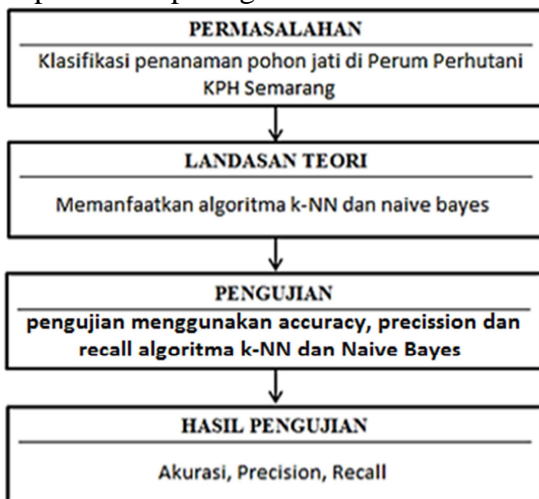 PERMASALAHAN
Klasifikasi penanaman pohon jati di Perum Perhutani
KPH Semarang
LANDASAN TEORI
Memanfaatkan algoritma k-NN dan naive bayes
PENGUJIAN
pengujian menggunakan accuracy, precission dan
recall algoritma k-NN dan Naive Bayes
HASIL PENGUJIAN
Akurasi, Precision, Recall